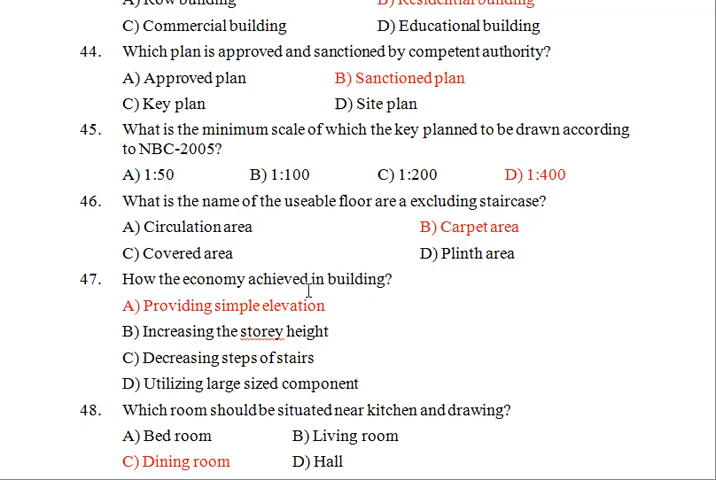 A) Row building B) Residential building
C) Commercial building D) Educational building
44. Which plan is approved and sanctioned by competent authority?
A) Approved plan B) Sanctioned plan
C) Key plan D) Site plan
45. What is the minimum scale of which the key planned to be drawn according
to NBC-2005?
A) 1:50 B) 1:100 C) 1:200 D) 1:400
46. What is the name of the useable floor are a excluding staircase?
A) Circulation area B) Carpet area
C) Covered area D) Plinth area
47. How the economy achieved in building?
A) Providing simple elevation
B) Increasing the storey height
C) Decreasing steps of stairs
D) Utilizing large sized component
48. Which room should be situated near kitchen and drawing?
A) Bed room B) Living room
C) Dining room D) Hall